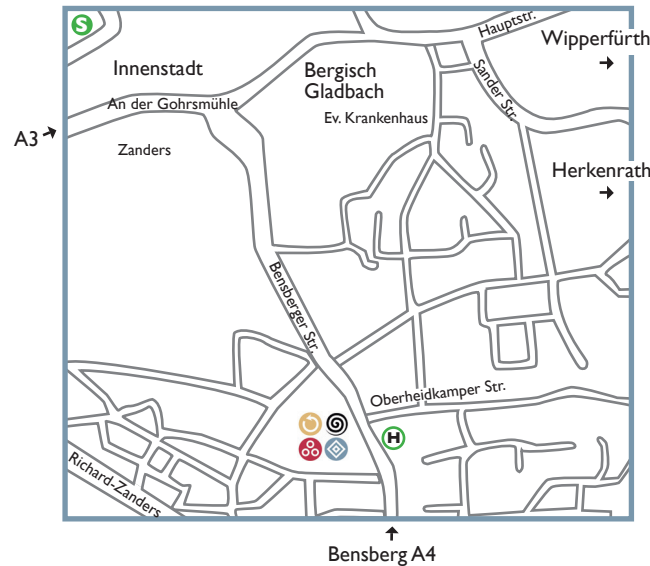 S
Hauptstr.
Wipperfürth
Innenstadt
Bergisch
Gladbach
Sander Str.
An der Gohrsmühle
Ev. Krankenhaus
A3
Zanders
Herkenrath
Bensberger Str.
Oberheidkamper Str.
H
Richard-Zanders
Bensberg A4